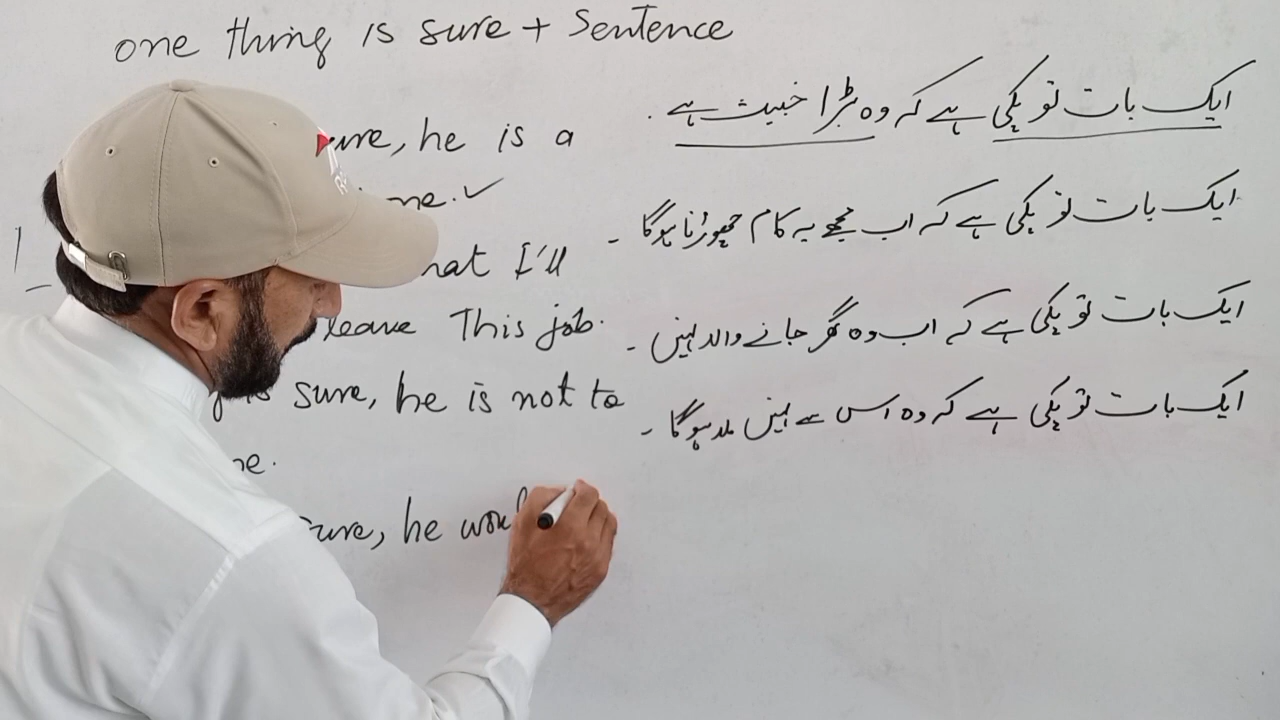 one thing is sure + Sentence
ure, he is a
ne. ✓
hat I'll
leave This job.
is sure, he is not to
ne.
sure, he woul
ایک بات تو پکی ہے کہ وہ بڑا خبیث ہے ۔
ایک بات تو پکی ہے کہ اب مجھے یہ کام چھوڑنا ہوگا ۔
ایک بات تو پکی ہے کہ اب وہ گھر جانے والا نہیں ۔
ایک بات تو پکی ہے کہ وہ اس سے نہیں ملا ہوگا ۔